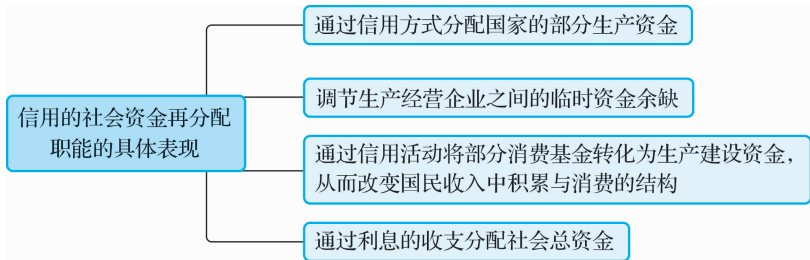 信用的社会资金再分配
职能的具体表现
通过信用方式分配国家的部分生产资金
调节生产经营企业之间的临时资金余缺
通过信用活动将部分消费基金转化为生产建设资金，
从而改变国民收入中积累与消费的结构
通过利息的收支分配社会总资金